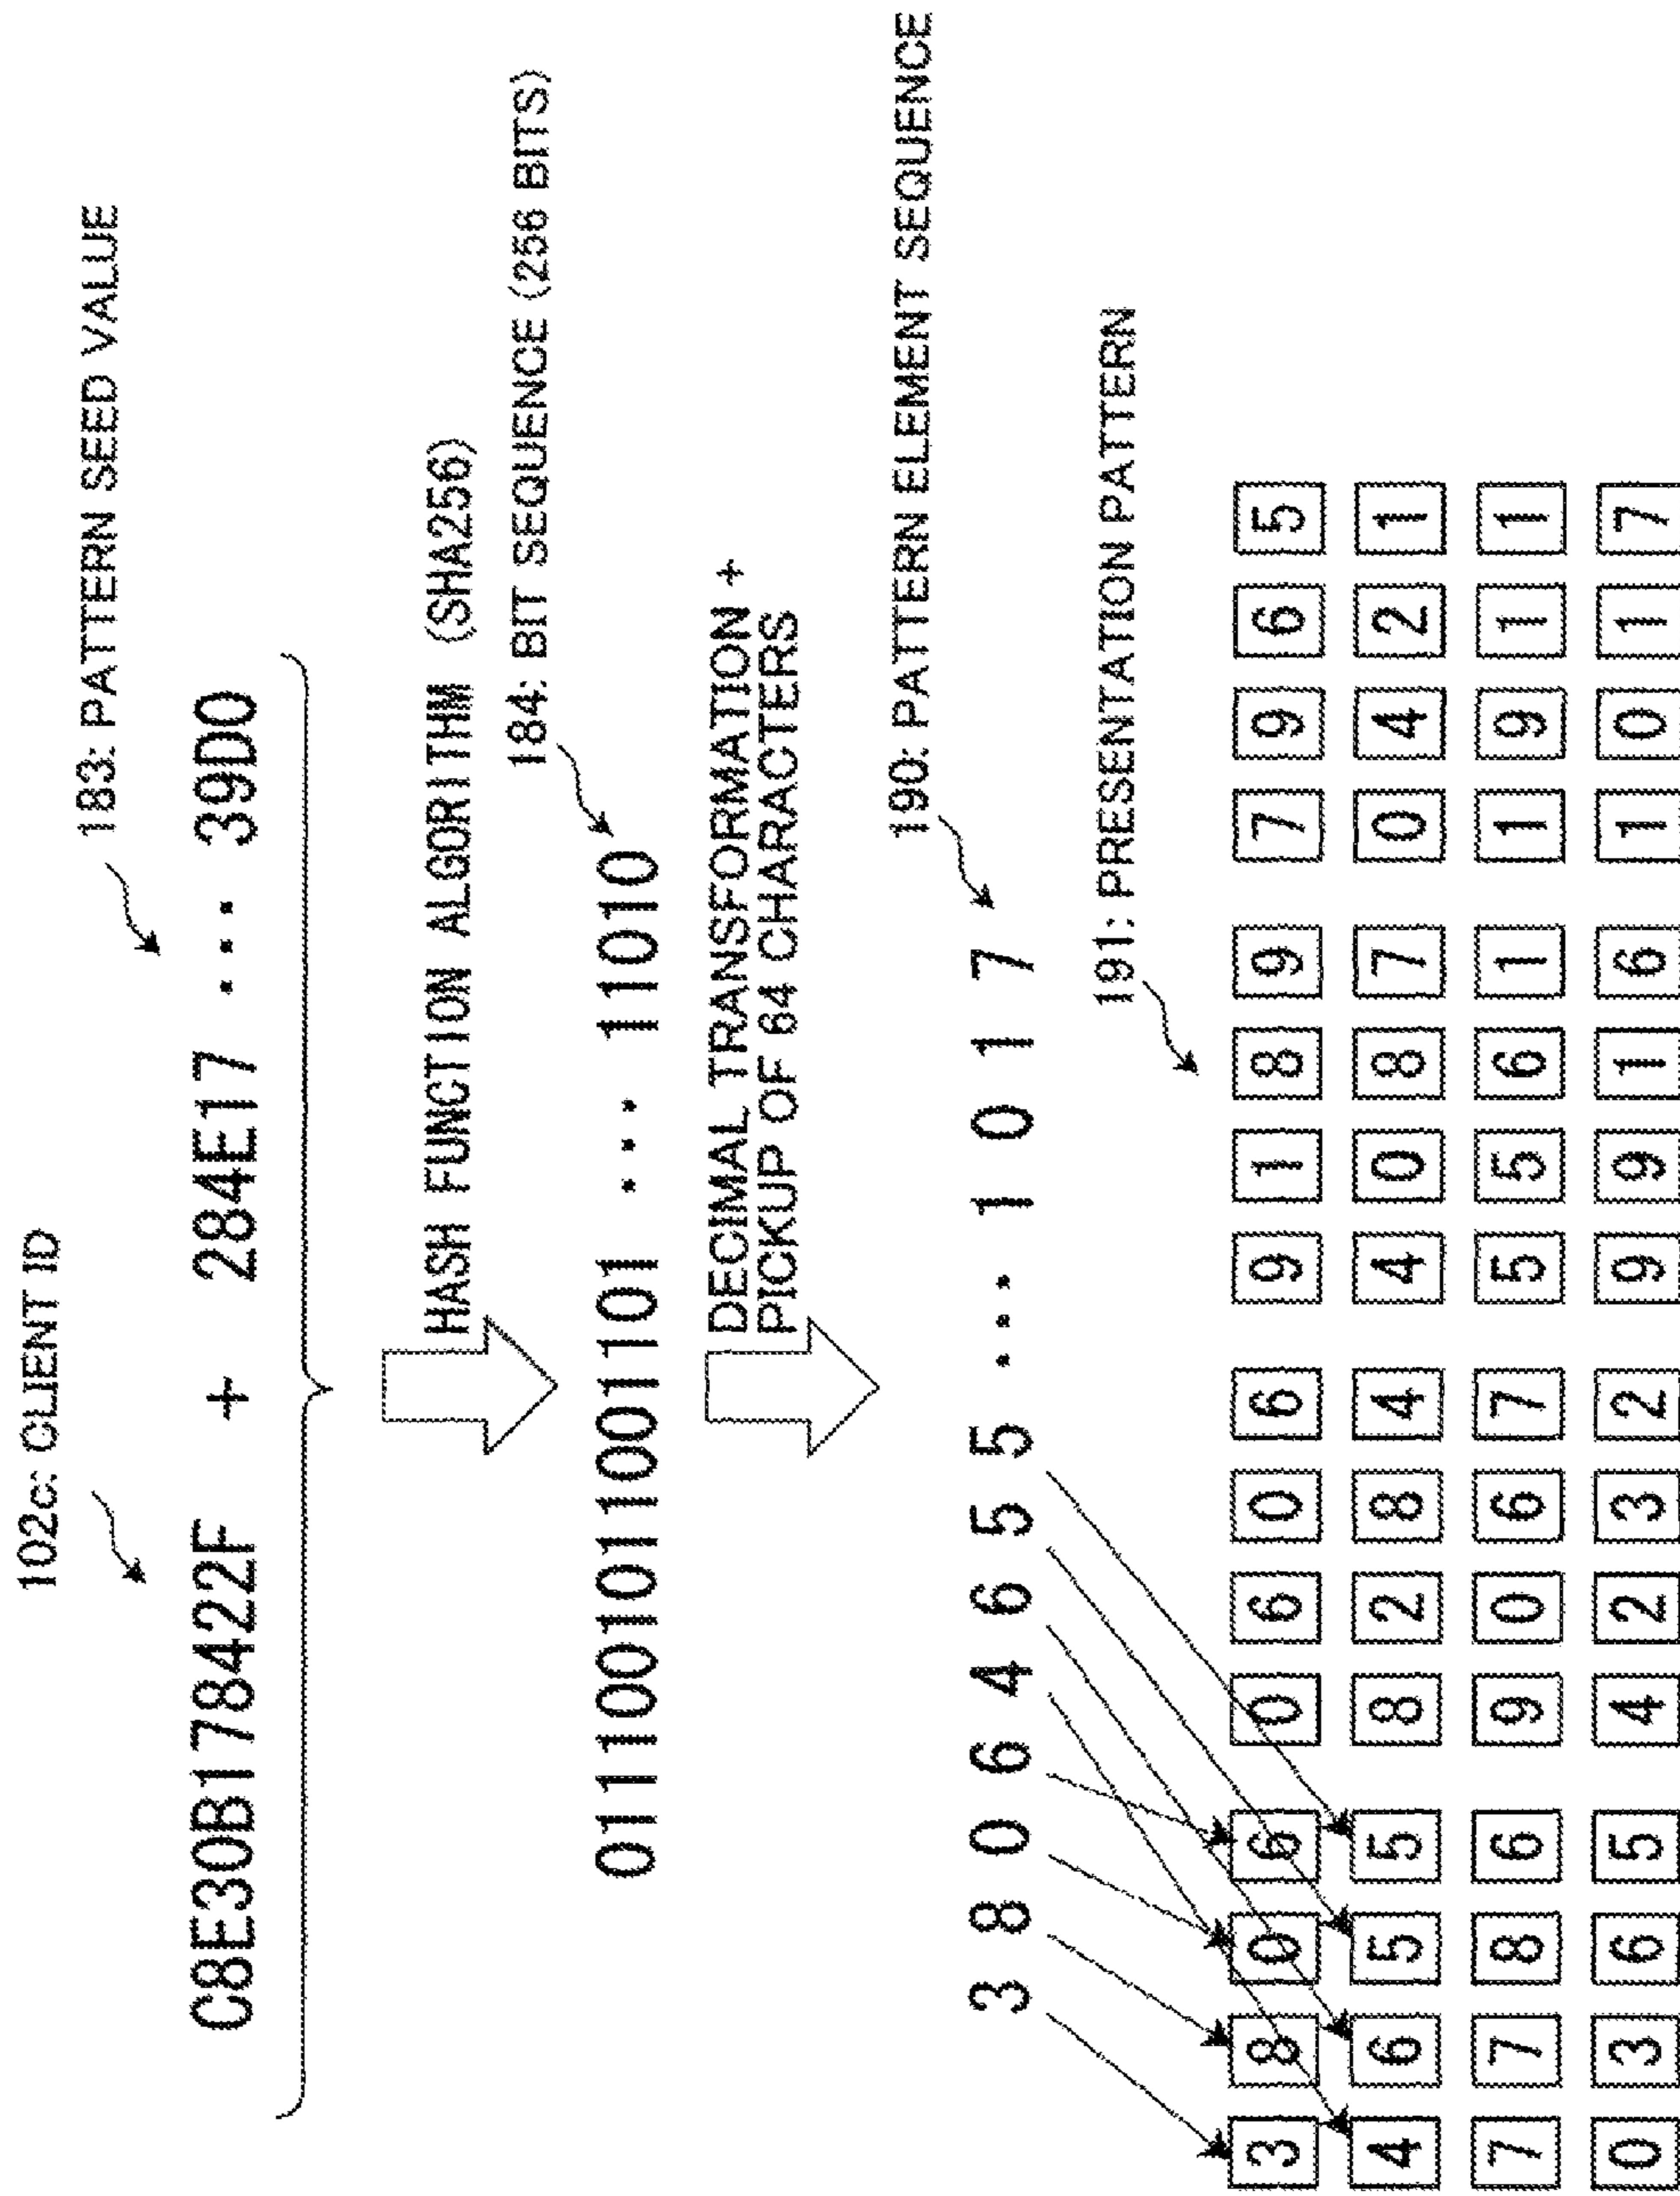 102c: CLIENT ID
183: PATTERN SEED VALUE
C8E30B178422F + 284E17 ... 39D0
HASH FUNCTION ALGORITHM (SHA256)
184: BIT SEQUENCE (256 BITS)
0111001011001101 ... 11010
DECIMAL TRANSFORMATION +
PICKUP OF 64 CHARACTERS
190: PATTERN ELEMENT SEQUENCE
3 8 0 6 4 6 5 5 ... 1 0 1 7
191: PRESENTATION PATTERN
3 8 0 6 0 6 0 6 9 1 8 9 7 9 6 5
4 6 5 5 8 2 8 4 4 0 8 7 0 4 2 1
7 7 8 6 9 0 6 7 5 5 6 1 1 9 1 1
0 3 6 5 4 2 3 2 9 9 1 6 1 0 1 7